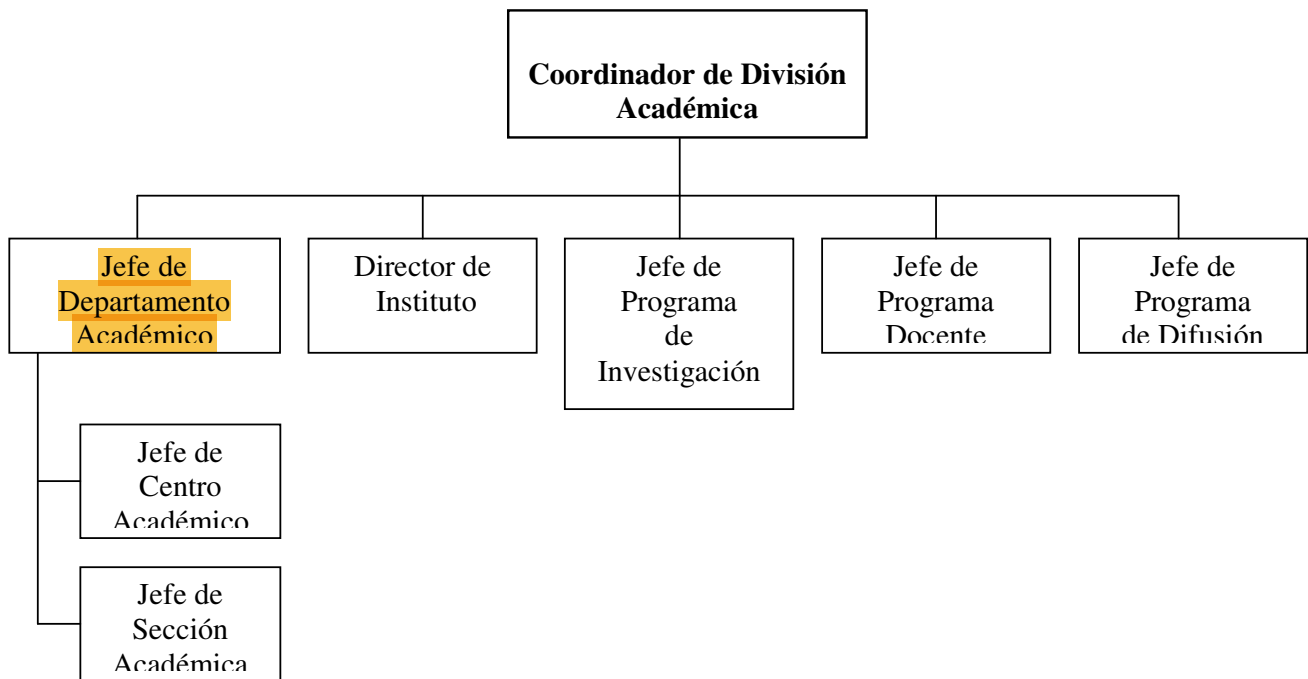 Coordinador de División
Académica
Jefe de
Departamento
Académico
Director de
Instituto
Jefe de
Programa
de
Investigación
Jefe de
Programa
Docente
Jefe de
Programa
de Difusión
Jefe de
Centro
Académico
Jefe de
Sección
Académica